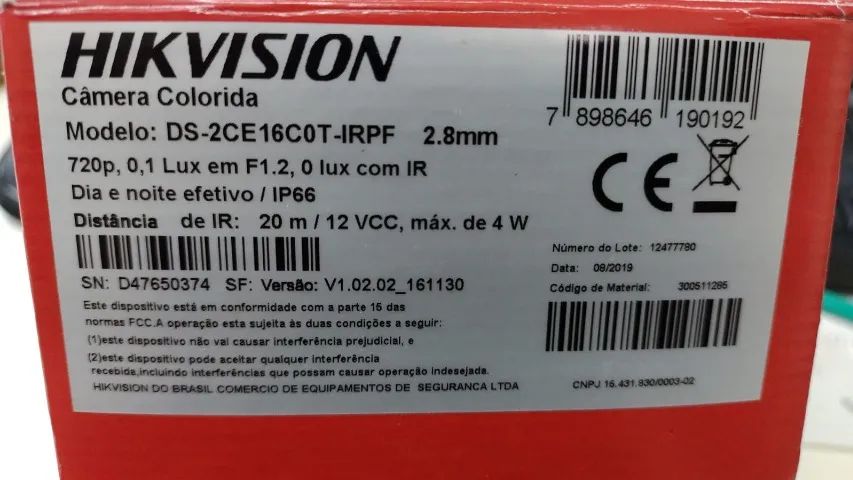 HIKVISION
Câmera Colorida
Modelo: DS-2CE16C0T-IRPF 2.8mm
720p, 0,1 Lux em F1.2, 0 lux com IR
Dia e noite efetivo / IP66
Distância de IR: 20 m / 12 VCC, máx. de 4 W
SN: D47650374 SF: Versão: V1.02.02_161130
Este dispositivo está em conformidade com a parte 15 das
normas FCC.A operação esta sujeita às duas condições a seguir:
(1)este dispositivo não vai causar interferência prejudicial, e
(2)este dispositivo pode aceitar qualquer interferência
recebida,incluindo interferências que possam causar operação indesejada.
HIKVISION DO BRASIL COMERCIO DE EQUIPAMENTOS DE SEGURANCA LTDA
7 898646 190192
CE
Número do Lote: 12477780
Data: 08/2019
Código de Material: 300511286
CNPJ 16.431.830/0003-02